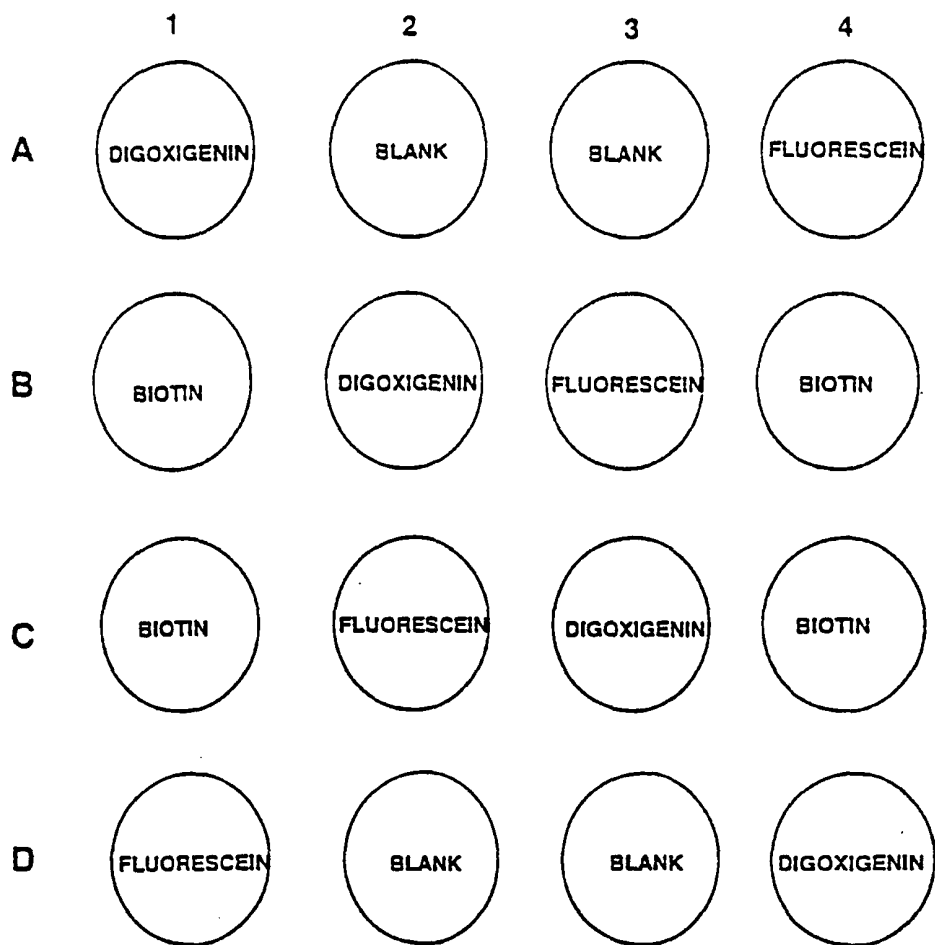 1 2 3 4
A DIGOXIGENIN BLANK BLANK FLUORESCEIN
B BIOTIN DIGOXIGENIN FLUORESCEIN BIOTIN
C BIOTIN FLUORESCEIN DIGOXIGENIN BIOTIN
D FLUORESCEIN BLANK BLANK DIGOXIGENIN